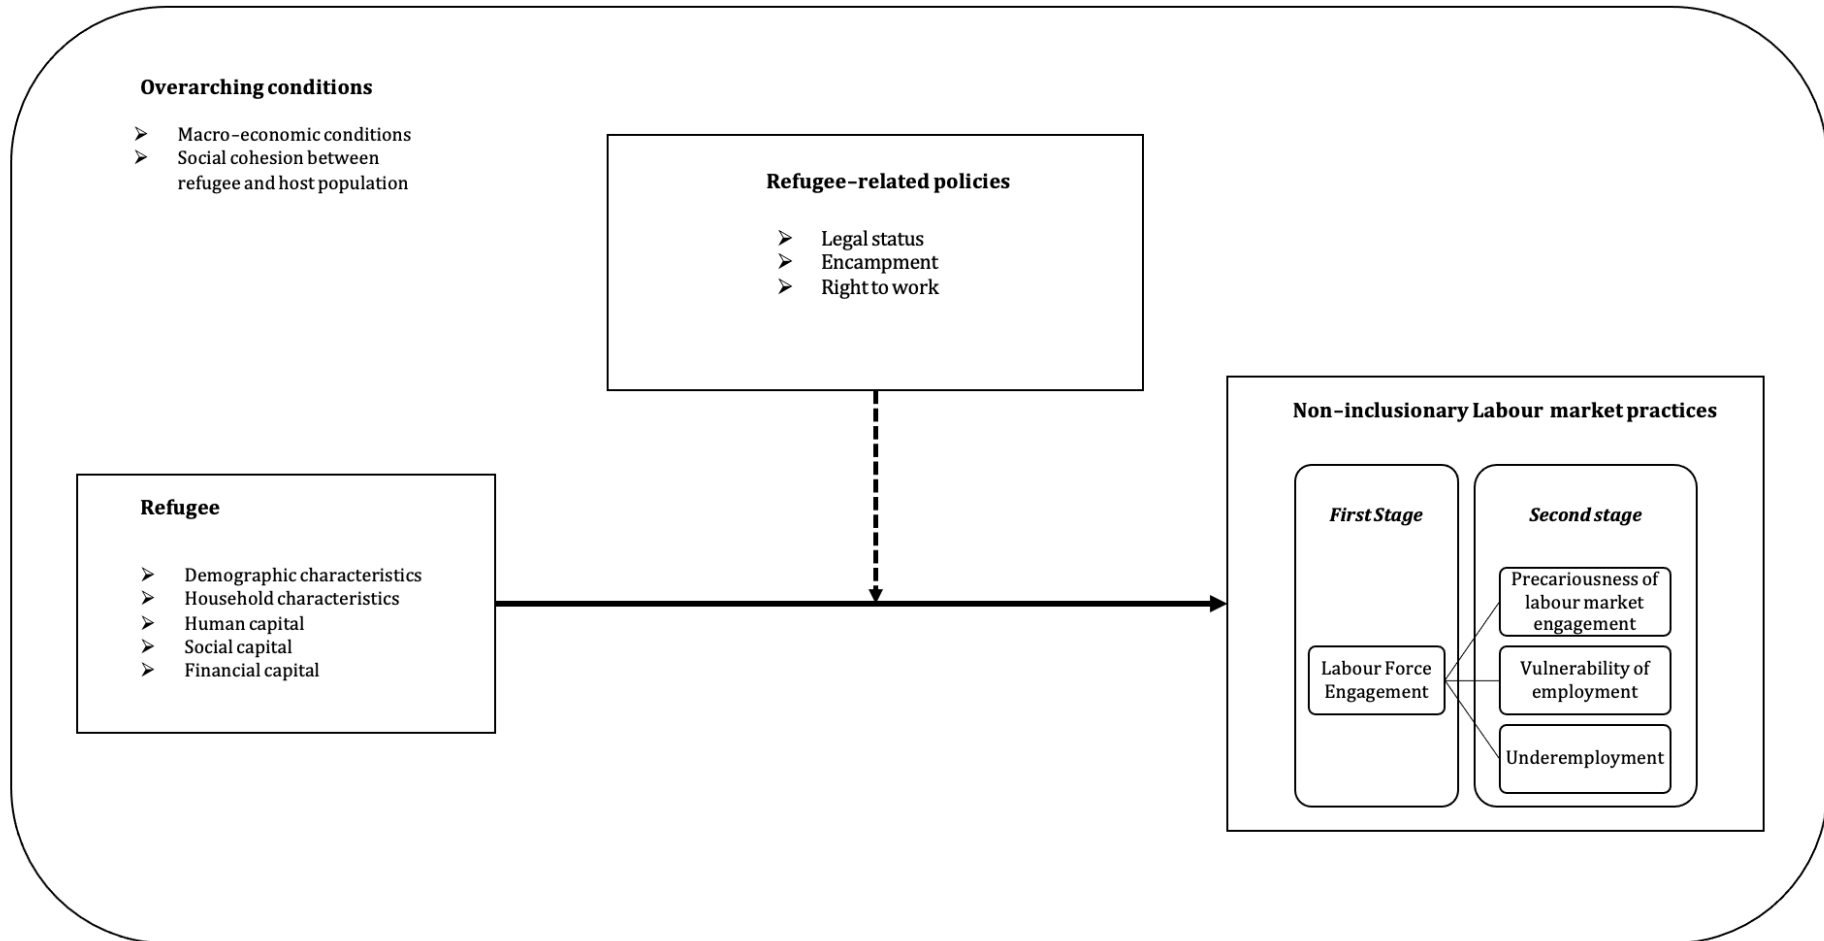 Overarching conditions
➢ Macro-economic conditions
➢ Social cohesion between
refugee and host population
Refugee-related policies
➢ Legal status
➢ Encampment
➢ Right to work
Refugee
➢ Demographic characteristics
➢ Household characteristics
➢ Human capital
➢ Social capital
➢ Financial capital
Non-inclusionary Labour market practices
First Stage
Labour Force
Engagement
Second stage
Precariousness of
labour market
engagement
Vulnerability of
employment
Underemployment